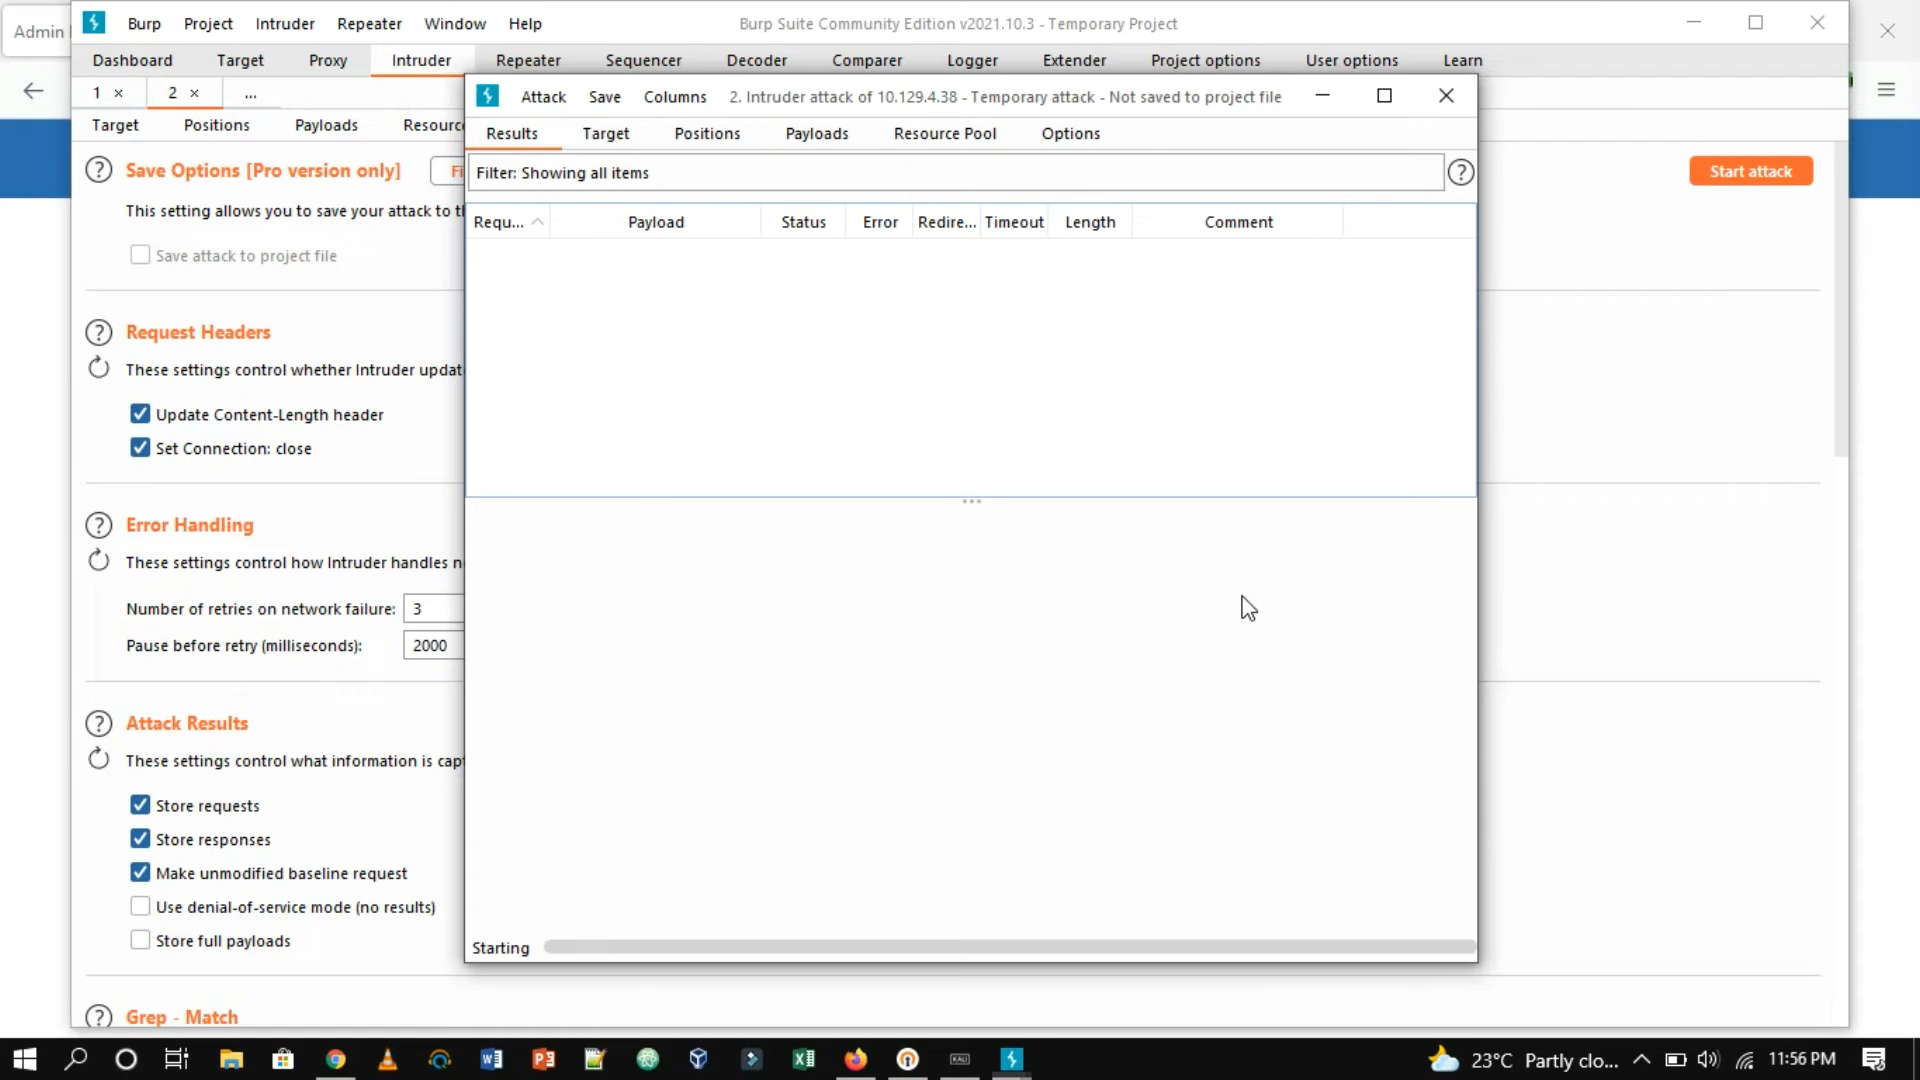 Admin
Burp Project Intruder Repeater Window Help Burp Suite Community Edition v2021.10.3 - Temporary Project
Dashboard Target Proxy Intruder Repeater Sequencer Decoder Comparer Logger Extender Project options User options Learn
1 × 2 × ...
Target Positions Payloads Resourc
Attack Save Columns 2. Intruder attack of 10.129.4.38 - Temporary attack - Not saved to project file
Results Target Positions Payloads Resource Pool Options
Filter: Showing all items
?
Requ... Payload Status Error Redire... Timeout Length Comment
Starting
? Save Options [Pro version only] Fi
Start attack
This setting allows you to save your attack to th
Save attack to project file
? Request Headers
These settings control whether Intruder updat
Update Content-Length header
Set Connection: close
? Error Handling
These settings control how Intruder handles n
Number of retries on network failure: 3
Pause before retry (milliseconds): 2000
? Attack Results
These settings control what information is capt
Store requests
Store responses
Make unmodified baseline request
Use denial-of-service mode (no results)
Store full payloads
? Grep - Match
KALI
23°C Partly clo... 11:56 PM